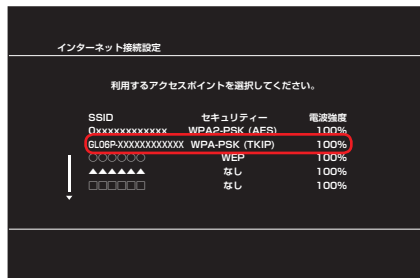 インターネット接続設定
利用するアクセスポイントを選択してください。
SSID セキュリティー 電波強度
0xxxxxxxxxxxx WPA2-PSK (AES) 100%
GL06P-XXXXXXXXXXXX WPA-PSK (TKIP) 100%
○○○○○○ WEP 100%
▲▲▲▲▲▲ なし 100%
□□□□□□ なし 100%